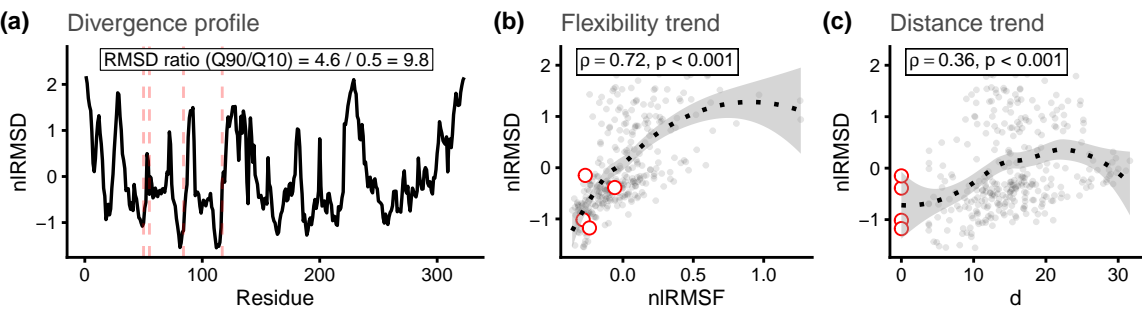 (a) Divergence profile
RMSD ratio (Q90/Q10) = 4.6 / 0.5 = 9.8
nlRMSD
2
1
0
−1
0 100 200 300
Residue
(b) Flexibility trend
ρ = 0.72, p < 0.001
nlRMSD
2
1
0
−1
0.0 0.5 1.0
nlRMSF
(c) Distance trend
ρ = 0.36, p < 0.001
nlRMSD
2
1
0
−1
0 10 20 30
d